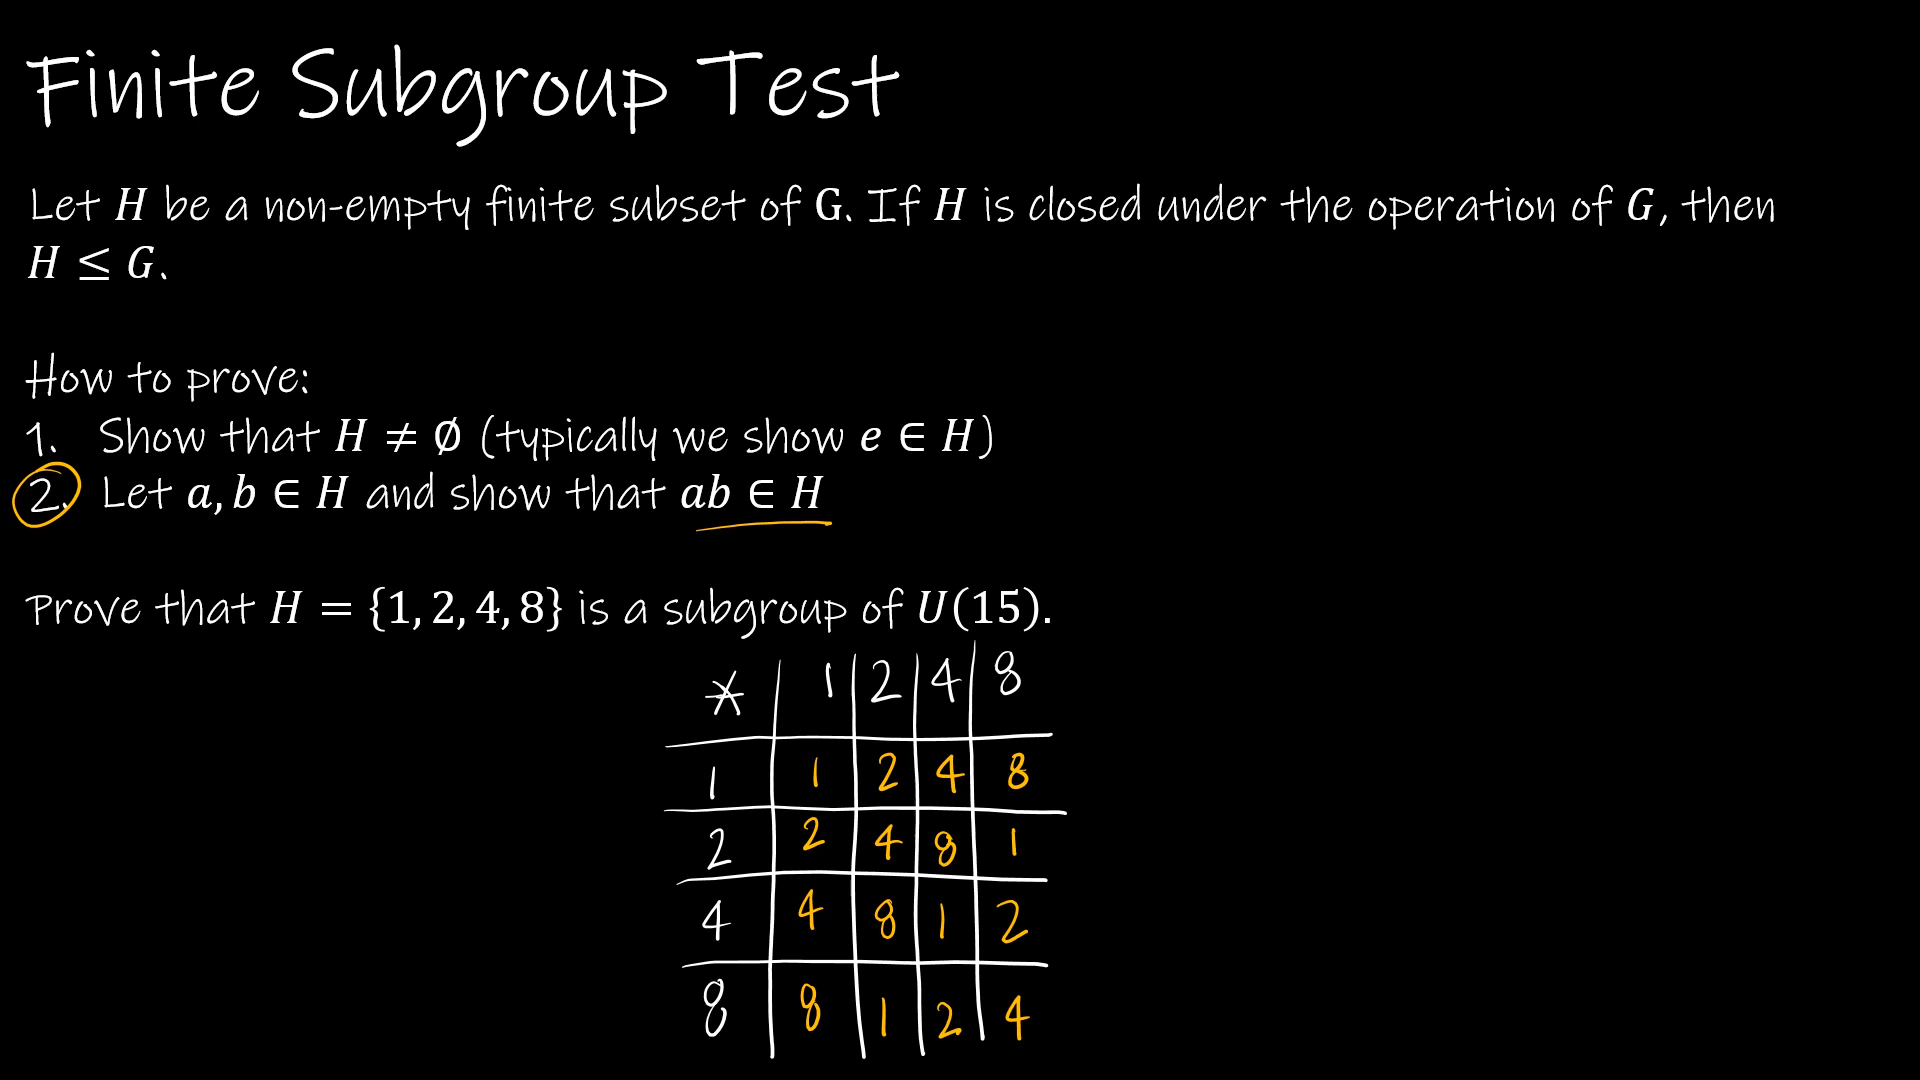 Finite Subgroup Test
Let H be a non-empty finite subset of G. If H is closed under the operation of G, then
H ≤ G.
How to prove:
1. Show that H ≠ ∅ (typically we show e ∈ H)
2. Let a, b ∈ H and show that ab ∈ H
Prove that H = {1, 2, 4, 8} is a subgroup of U(15).
* 1 2 4 8
1 1 2 4 8
2 2 4 8 1
4 4 8 1 2
8 8 1 2 4